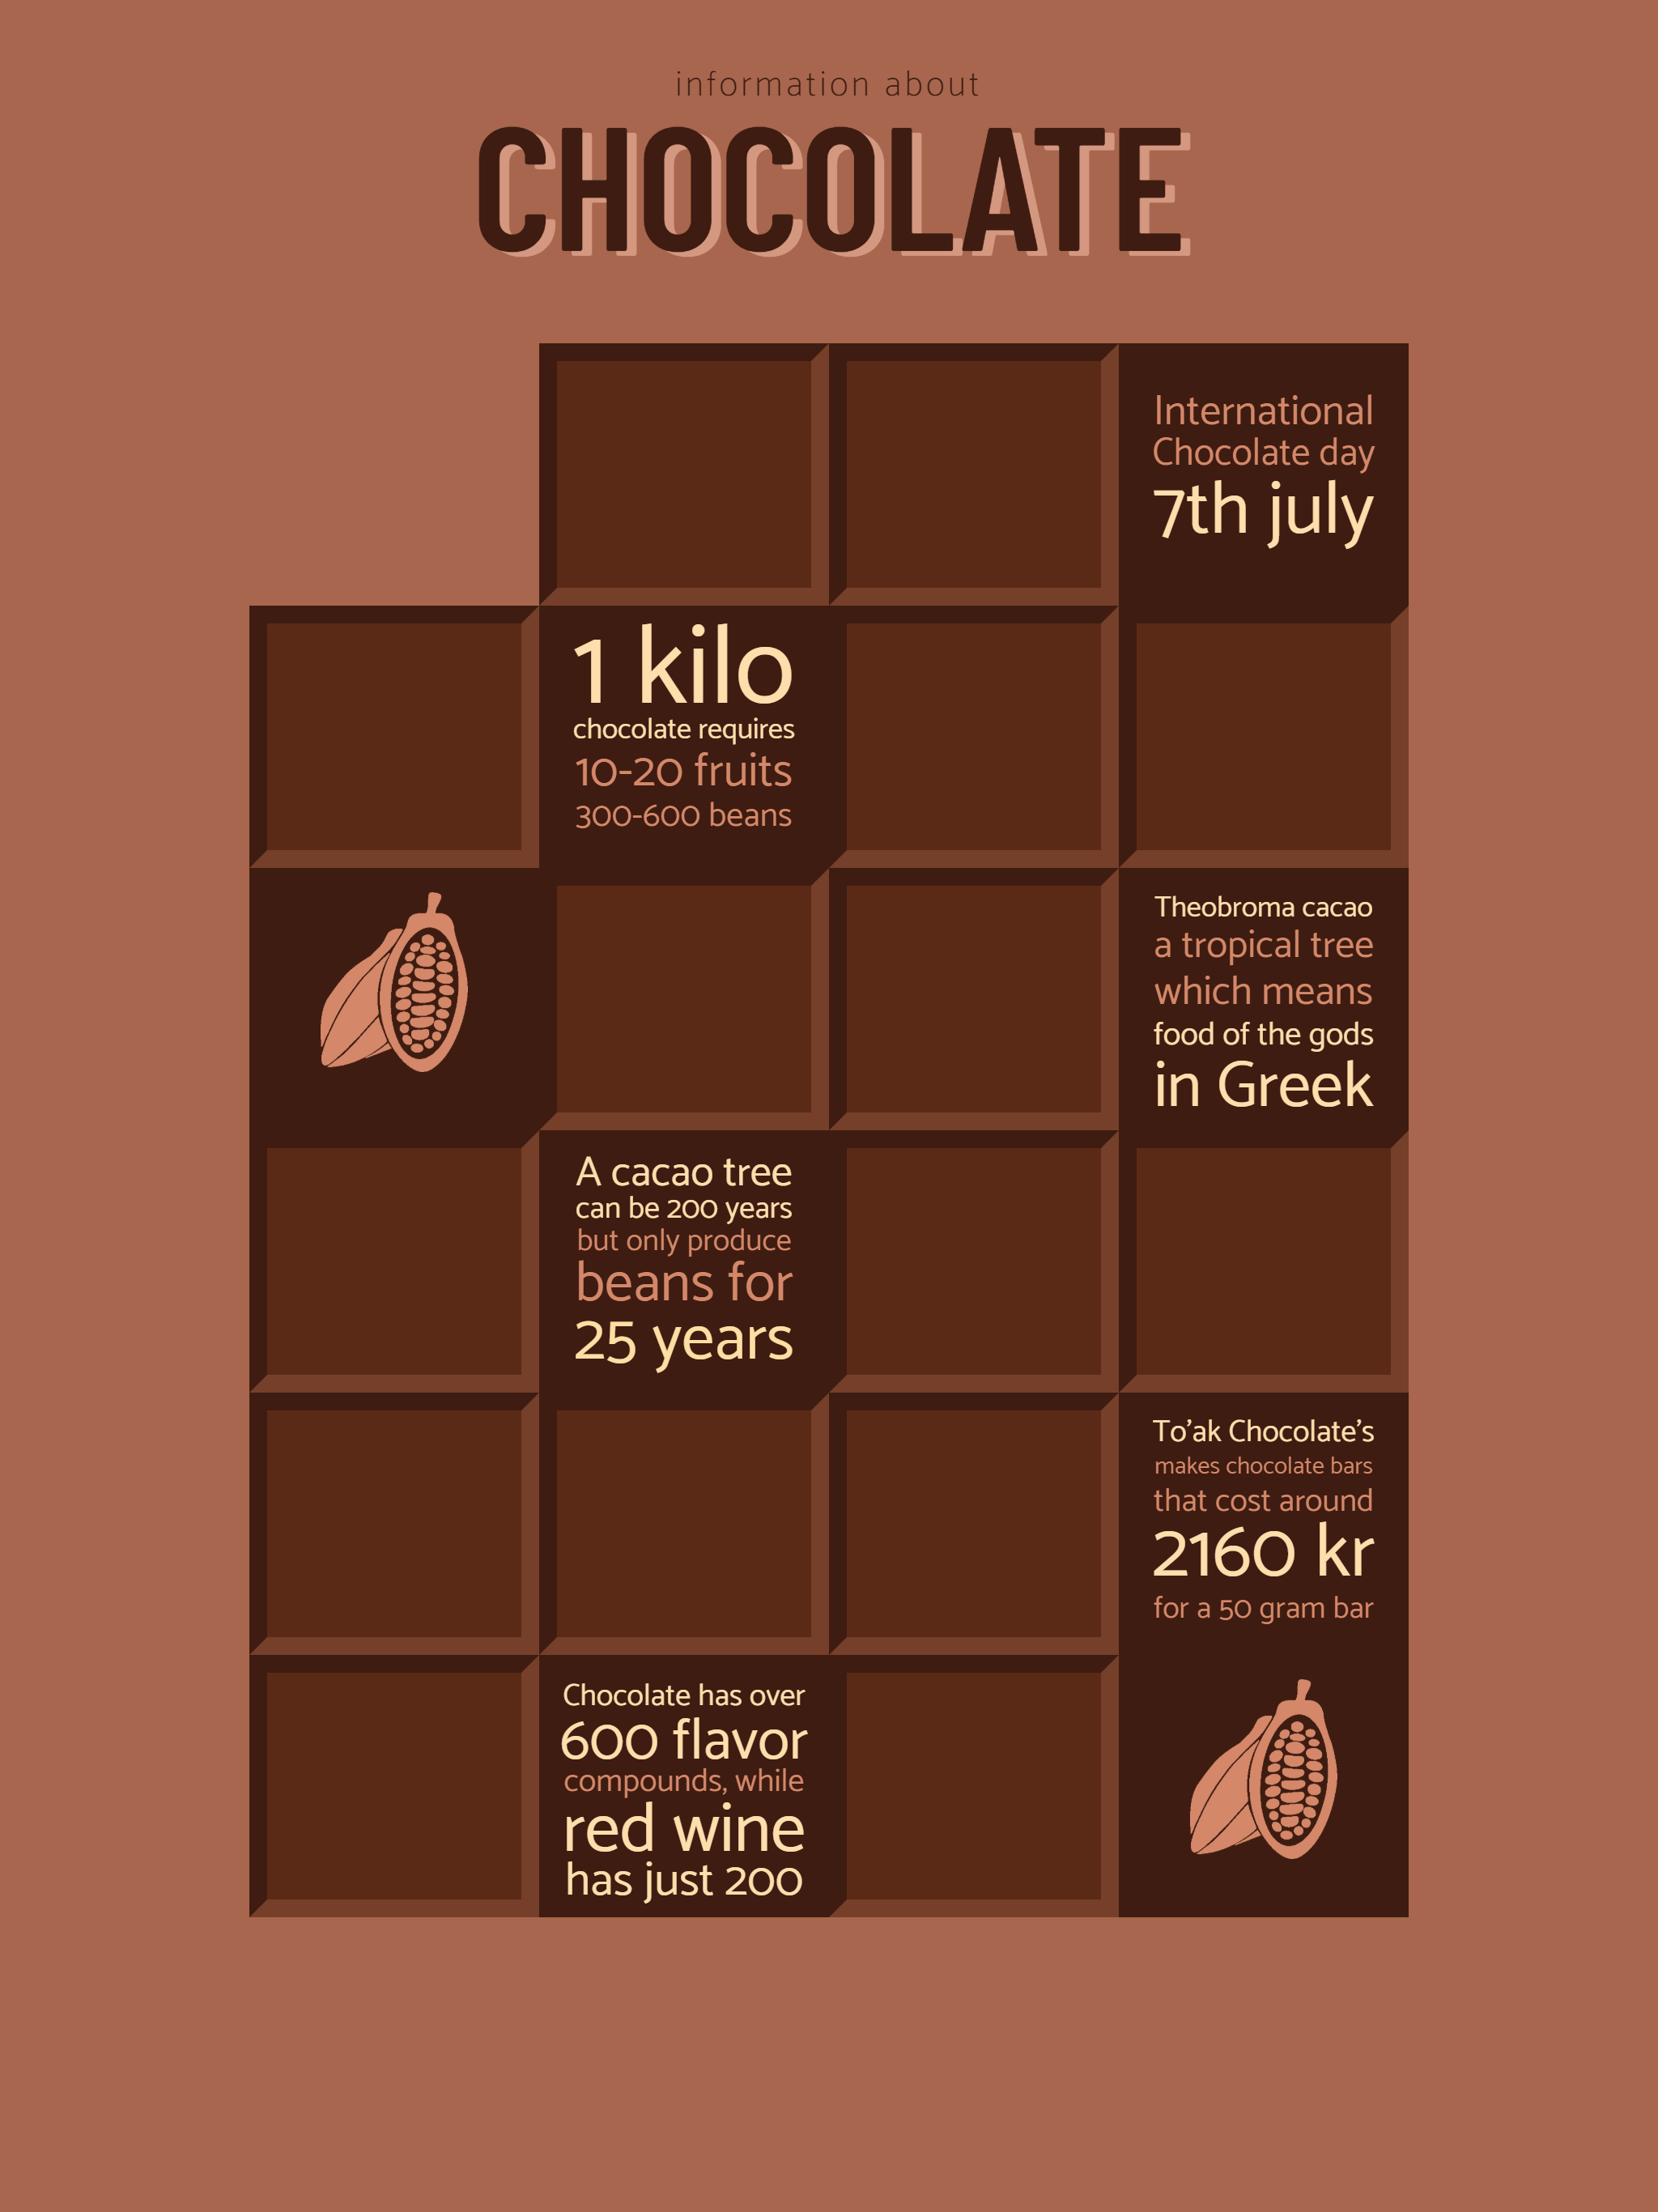 information about
CHOCOLATE
International
Chocolate day
7th july
1 kilo
chocolate requires
10-20 fruits
300-600 beans
Theobroma cacao
a tropical tree
which means
food of the gods
in Greek
A cacao tree
can be 200 years
but only produce
beans for
25 years
To’ak Chocolate’s
makes chocolate bars
that cost around
2160 kr
for a 50 gram bar
Chocolate has over
600 flavor
compounds, while
red wine
has just 200